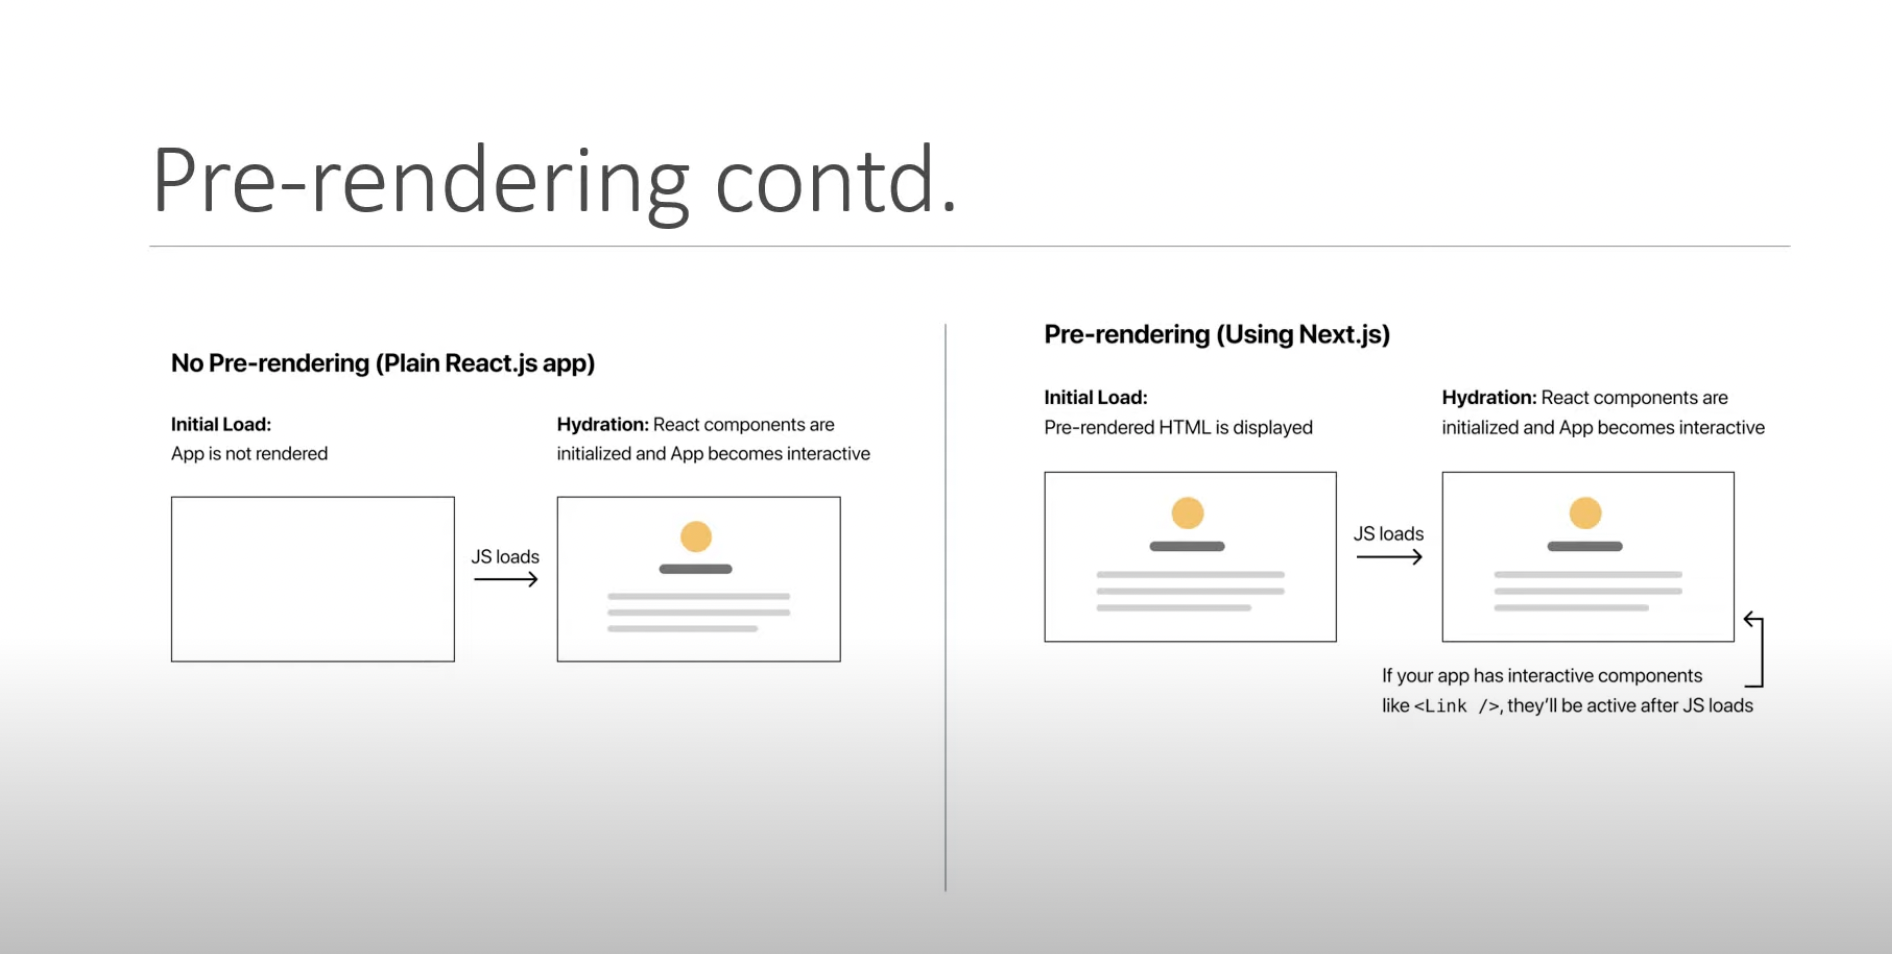 Pre-rendering contd.
No Pre-rendering (Plain React.js app)
Initial Load:
App is not rendered
Hydration: React components are
initialized and App becomes interactive
JS loads
Pre-rendering (Using Next.js)
Initial Load:
Pre-rendered HTML is displayed
Hydration: React components are
initialized and App becomes interactive
JS loads
If your app has interactive components
like <Link />, they'll be active after JS loads